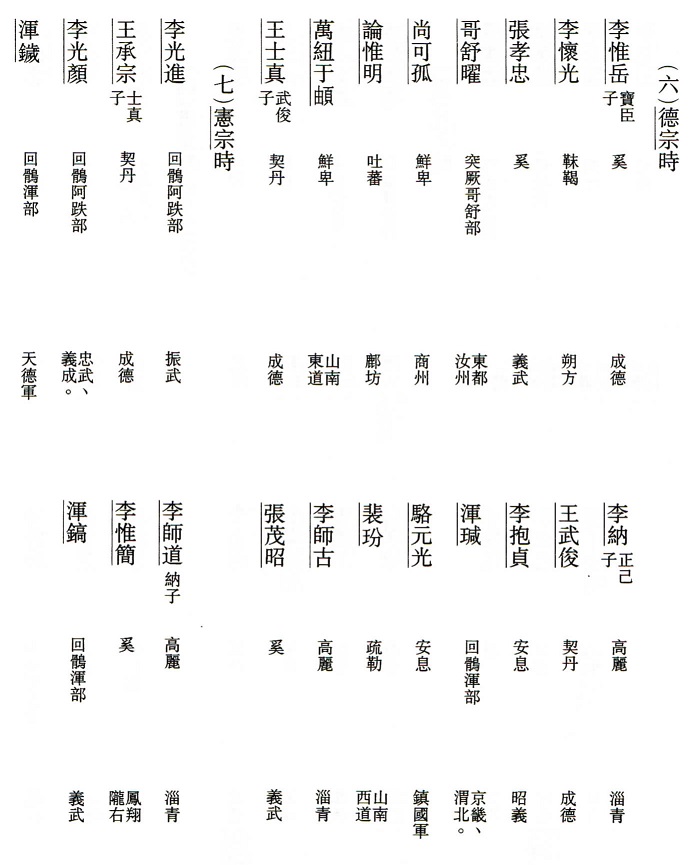 （六）德宗時
李惟岳 寶臣子 奚 成德 李納 正己子 高麗 淄青
李懷光 靺鞨 朔方 王武俊 契丹 成德
張孝忠 奚 義武 李抱貞 安息 昭義
哥舒曜 突厥哥舒部 東都汝州 渾瑊 回鶻渾部 京畿、渭北。
尚可孤 鮮卑 商州 駱元光 安息 鎮國軍
論惟明 吐蕃 鄜坊 裴玢 疏勒 山南西道
萬紐于頔 鮮卑 山南東道 李師古 高麗 淄青
王士真 武俊子 契丹 成德 張茂昭 奚 義武
（七）憲宗時
李光進 回鶻阿跌部 振武 李師道 納子 高麗 淄青
王承宗 士真子 契丹 成德 李惟簡 奚 鳳翔隴右
李光顏 回鶻阿跌部 忠武、義成。 渾鎬 回鶻渾部 義武
渾鐬 回鶻渾部 天德軍